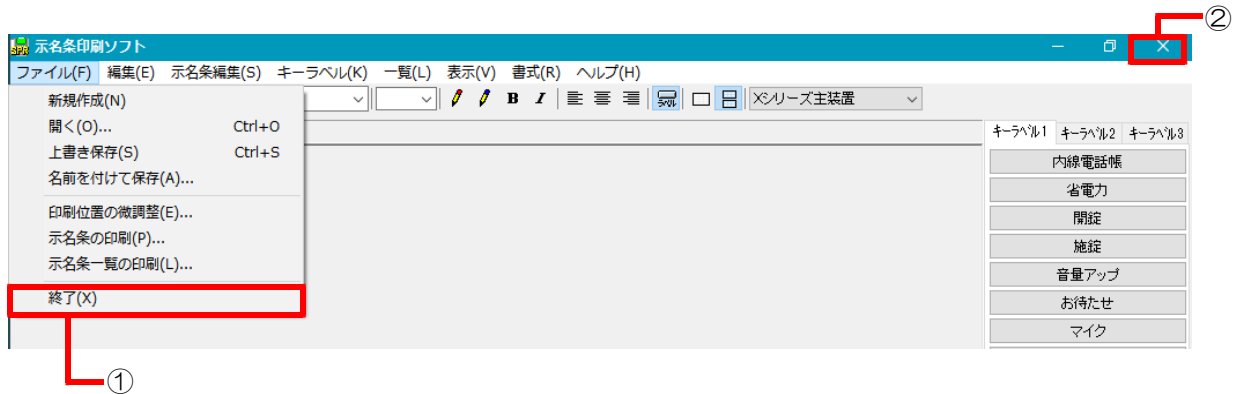 ②
示名条印刷ソフト
ファイル(F) 編集(E) 示名条編集(S) キーラベル(K) 一覧(L) 表示(V) 書式(R) ヘルプ(H)
B I Xシリーズ主装置
新規作成(N)
開く(O)... Ctrl+O
上書き保存(S) Ctrl+S
名前を付けて保存(A)...
印刷位置の微調整(E)...
示名条の印刷(P)...
示名条一覧の印刷(L)...
終了(X)
キーラベル1 キーラベル2 キーラベル3
内線電話帳
省電力
開錠
施錠
音量アップ
お待たせ
マイク
①